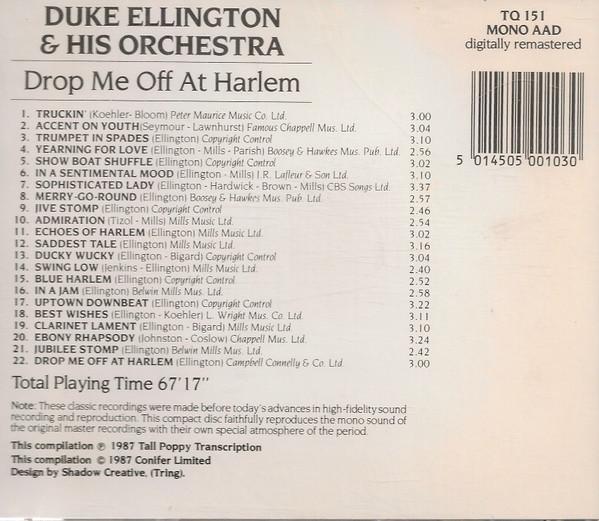 DUKE ELLINGTON
& HIS ORCHESTRA
Drop Me Off At Harlem
TQ 151
MONO AAD
digitally remastered
5 014505 001030
1. TRUCKIN' (Koehler- Bloom) Peter Maurice Music Co. Ltd. 3.00
2. ACCENT ON YOUTH(Seymour - Lawnhurst) Famous Chappell Mus. Ltd. 3.04
3. TRUMPET IN SPADES (Ellington) Copyright Control 3.10
4. YEARNING FOR LOVE (Ellington - Mills - Parish) Boosey & Hawkes Mus. Pub. Ltd. 2.56
5. SHOW BOAT SHUFFLE (Ellington) Copyright Control 3.02
6. IN A SENTIMENTAL MOOD (Ellington - Mills) J.R. Lafleur & Son Ltd. 3.10
7. SOPHISTICATED LADY (Ellington - Hardwick - Brown - Mills) CBS Songs Ltd. 3.37
8. MERRY-GO-ROUND (Ellington) Boosey & Hawkes Mus. Pub. Ltd. 2.57
9. JIVE STOMP (Ellington) Copyright Control 2.46
10. ADMIRATION (Tizol - Mills) Mills Music Ltd. 2.54
11. ECHOES OF HARLEM (Ellington) Mills Music Ltd. 3.02
12. SADDEST TALE (Ellington) Mills Music Ltd. 3.16
13. DUCKY WUCKY (Ellington - Bigard) Copyright Control 3.04
14. SWING LOW (Jenkins - Ellington) Mills Music Ltd. 2.40
15. BLUE HARLEM (Ellington) Copyright Control 2.52
16. IN A JAM (Ellington) Belwin Mills Mus. Ltd. 2.58
17. UPTOWN DOWNBEAT (Ellington) Copyright Control 3.22
18. BEST WISHES (Ellington - Koehler) L. Wright Mus. Co. Ltd. 3.11
19. CLARINET LAMENT (Ellington - Bigard) Mills Music Ltd 3.10
20. EBONY RHAPSODY (Johnston - Coslow) Chappell Mus. Ltd. 3.24
21. JUBILEE STOMP (Ellington) Belwin Mills Mus. Ltd. 2.42
22. DROP ME OFF AT HARLEM (Ellington) Campbell Connelly & Co. Ltd. 3.00
Total Playing Time 67'17"
Note: These classic recordings were made before today's advances in high-fidelity sound
recording and reproduction. This compact disc faithfully reproduces the mono sound of
the original master recordings with their own special atmosphere of the period.
This compilation ℗ 1987 Tall Poppy Transcription
This compilation © 1987 Conifer Limited
Design by Shadow Creative, (Tring).